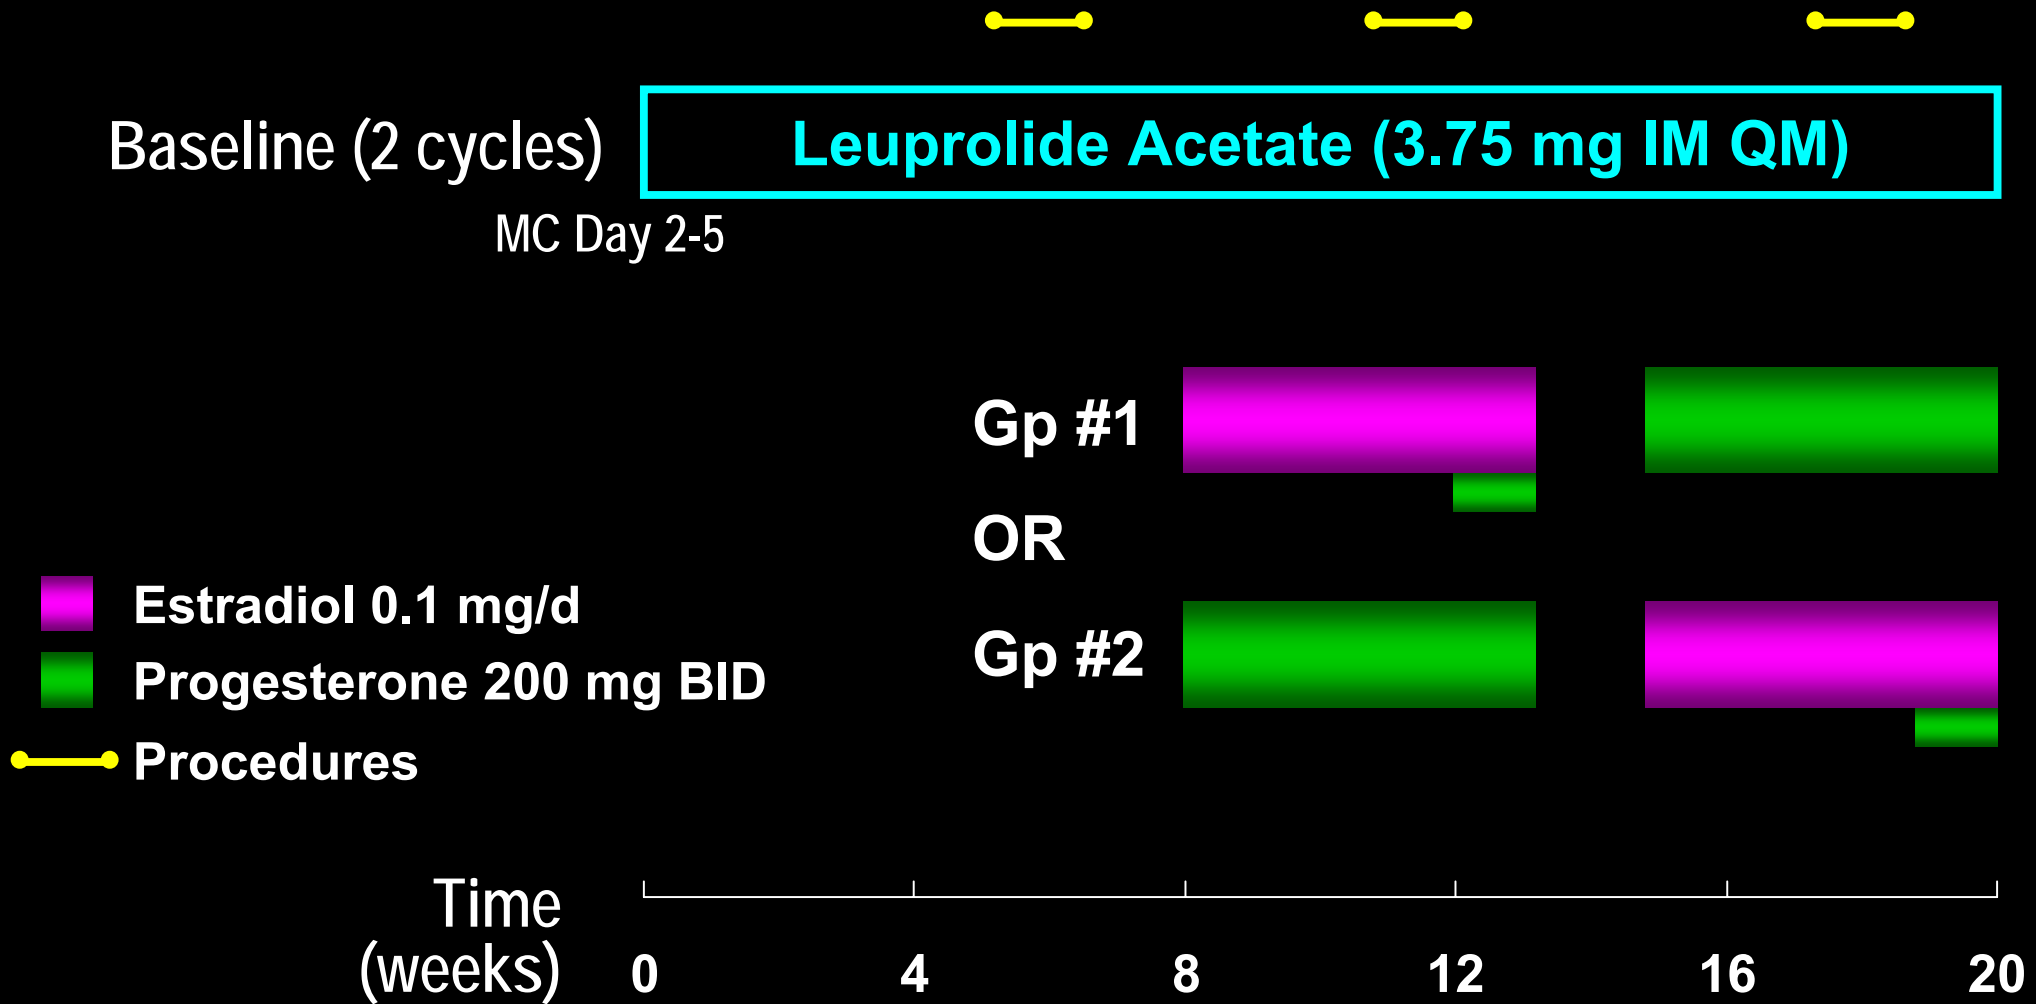 Baseline (2 cycles)
Leuprolide Acetate (3.75 mg IM QM)
MC Day 2-5
Gp #1
OR
Gp #2
Estradiol 0.1 mg/d
Progesterone 200 mg BID
Procedures
Time
(weeks)
0 4 8 12 16 20